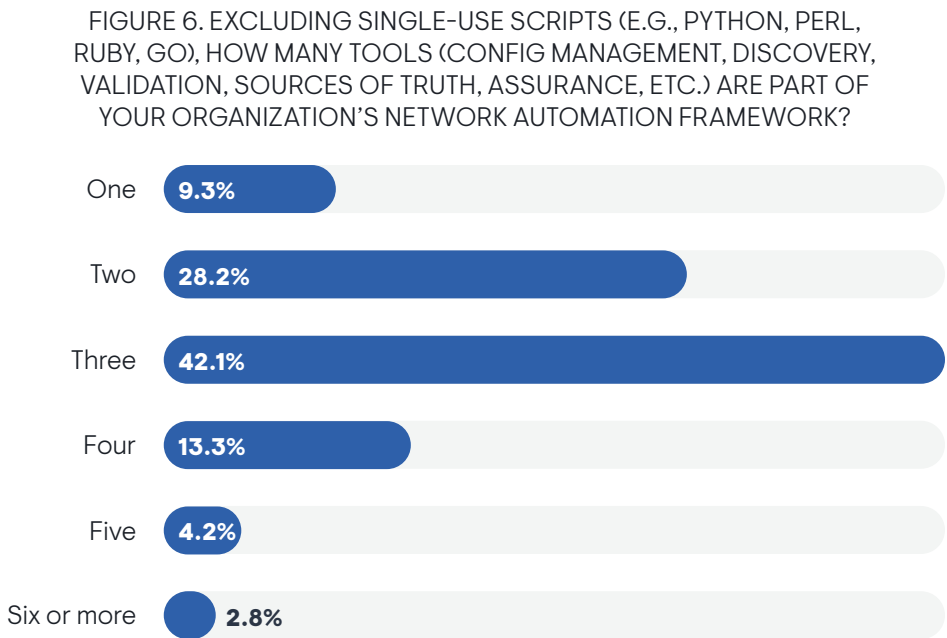 FIGURE 6. EXCLUDING SINGLE-USE SCRIPTS (E.G., PYTHON, PERL,
RUBY, GO), HOW MANY TOOLS (CONFIG MANAGEMENT, DISCOVERY,
VALIDATION, SOURCES OF TRUTH, ASSURANCE, ETC.) ARE PART OF
YOUR ORGANIZATION’S NETWORK AUTOMATION FRAMEWORK?
One 9.3%
Two 28.2%
Three 42.1%
Four 13.3%
Five 4.2%
Six or more 2.8%